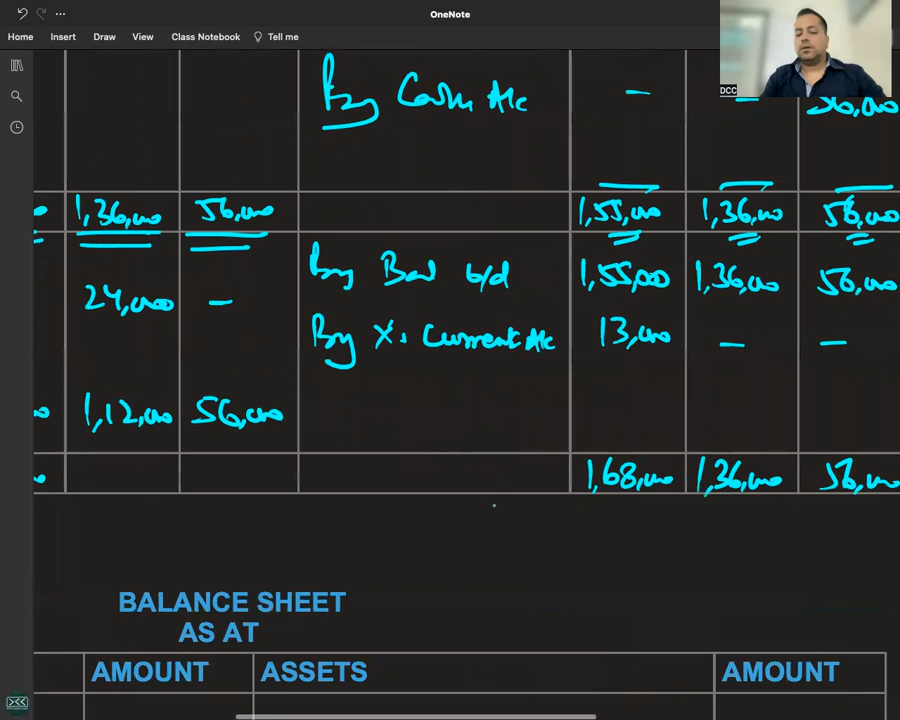 OneNote
Home Insert Draw View Class Notebook Tell me
DCC
By Cash A/c - - 56,000
1,36,000 56,000 1,55,000 1,36,000 56,000
By Bal b/d 1,55,000 1,36,000 56,000
24,000 -
By X's Current A/c 13,000 - -
1,12,000 56,000
1,68,000 1,36,000 56,000
BALANCE SHEET
AS AT
AMOUNT ASSETS AMOUNT